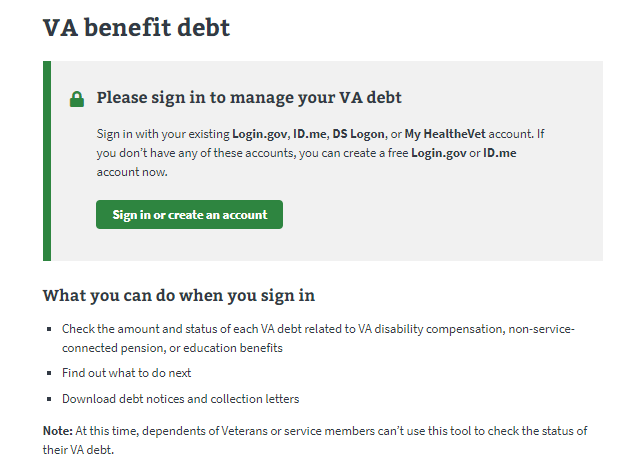 VA benefit debt
Please sign in to manage your VA debt
Sign in with your existing Login.gov, ID.me, DS Logon, or My HealtheVet account. If
you don't have any of these accounts, you can create a free Login.gov or ID.me
account now.
Sign in or create an account
What you can do when you sign in
▪ Check the amount and status of each VA debt related to VA disability compensation, non-service-
connected pension, or education benefits
▪ Find out what to do next
▪ Download debt notices and collection letters
Note: At this time, dependents of Veterans or service members can't use this tool to check the status of
their VA debt.